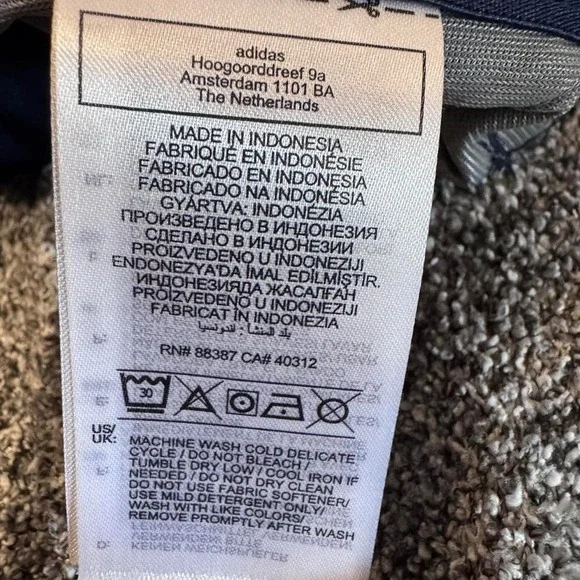 adidas
Hoogoorddreef 9a
Amsterdam 1101 BA
The Netherlands
MADE IN INDONESIA
FABRIQUÉ EN INDONÉSIE
FABRICADO EN INDONESIA
FABRICADO NA INDONÉSIA
GYÁRTVA: INDONÉZIA
ПРОИЗВЕДЕНО В ИНДОНЕЗИЯ
СДЕЛАНО В ИНДОНЕЗИИ
PROIZVEDENO U INDONEZIJI
ENDONEZYA'DA İMAL EDİLMİŞTİR.
ИНДОНЕЗИЯДА ЖАСАЛҒАН
PROIZVEDENO U INDONEZIJI
FABRICAT ÎN INDONEZIA
بلد المنشأ: اندونيسيا
RN# 88387 CA# 40312
30
US/
UK:
MACHINE WASH COLD DELICATE
CYCLE / DO NOT BLEACH /
TUMBLE DRY LOW / COOL IRON IF
NEEDED / DO NOT DRY CLEAN
DO NOT USE FABRIC SOFTENER/
USE MILD DETERGENT ONLY/
WASH WITH LIKE COLORS/
REMOVE PROMPTLY AFTER WASH